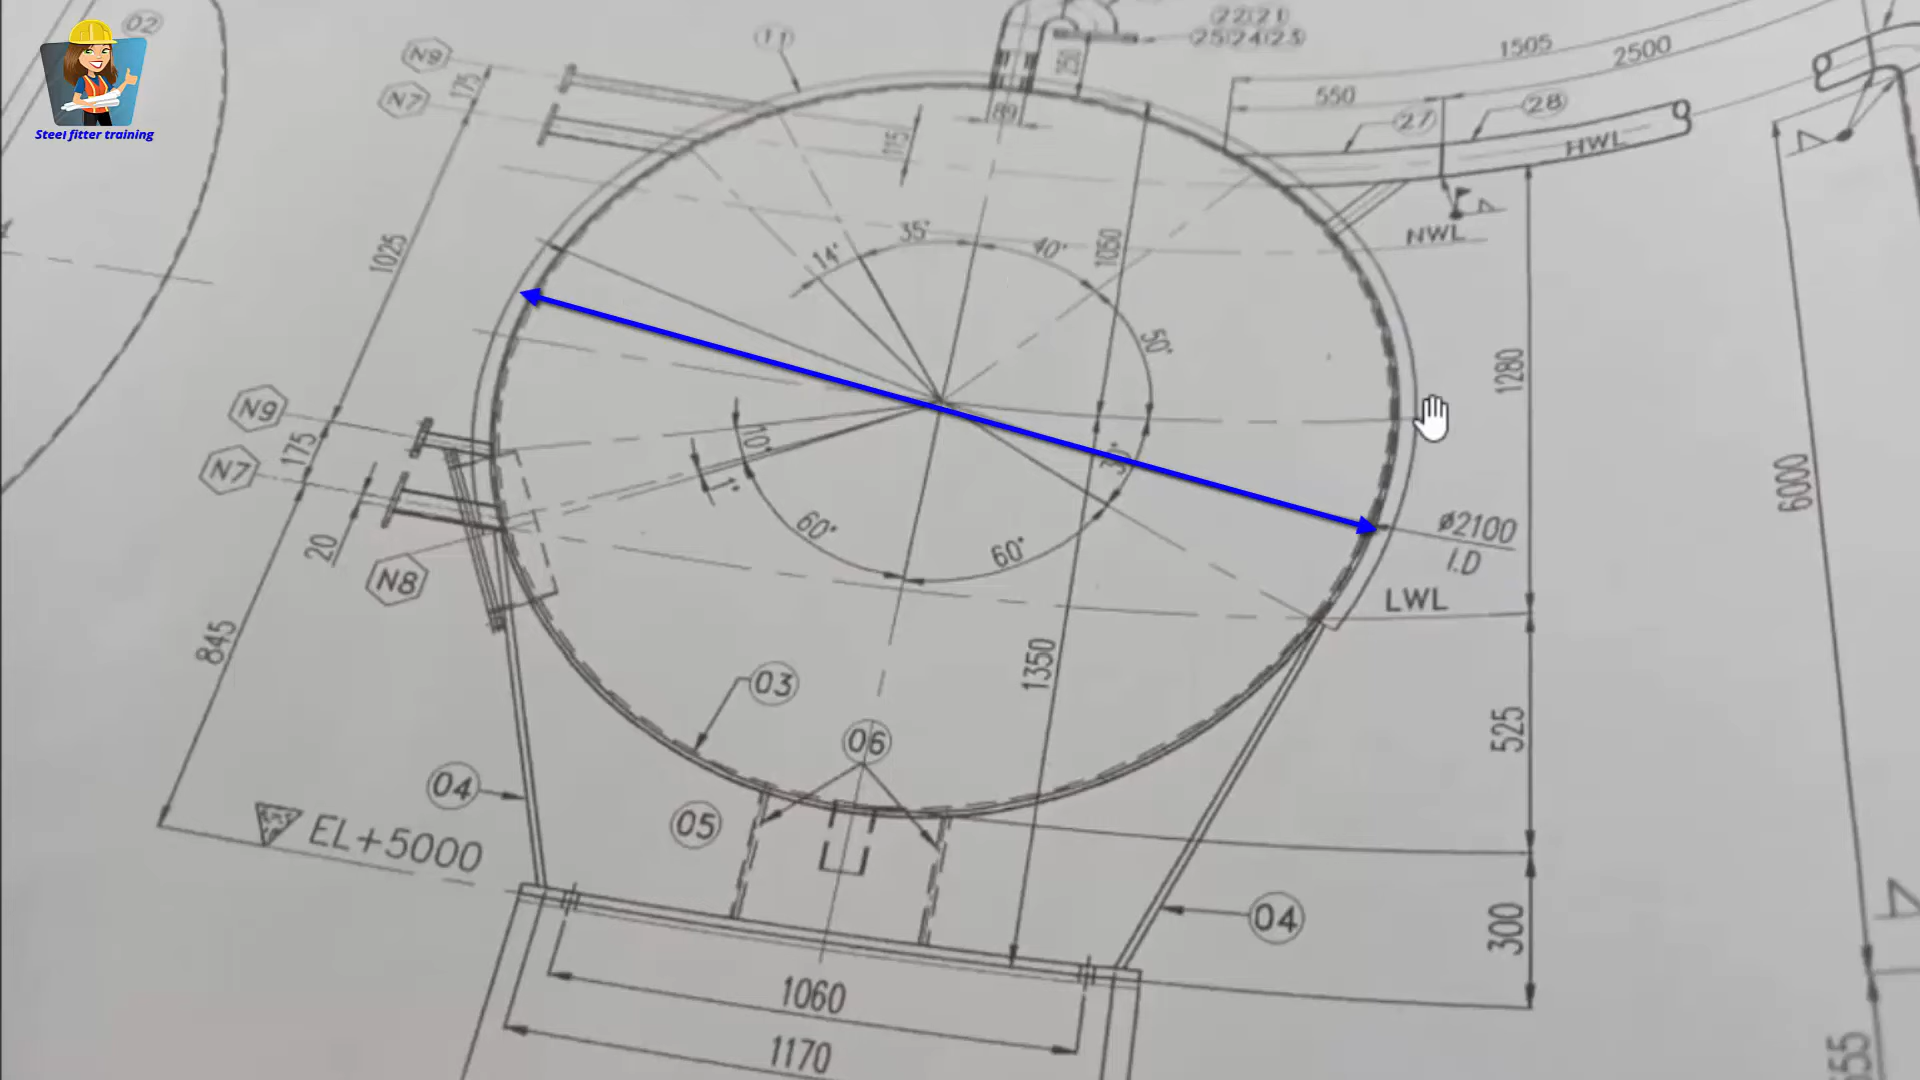 02
Steel fitter training
N9
N7
175
11
22 21
25 24 23
250
89
115
1505
2500
550
27
28
HWL
NWL
1025
14°
35°
40°
1050
50°
1280
6000
N9
N7
175
10°
1°
30°
60°
60°
Ø2100
I.D
LWL
20
N8
845
03
1350
06
525
04
05
EL+5000
04
300
1060
1170